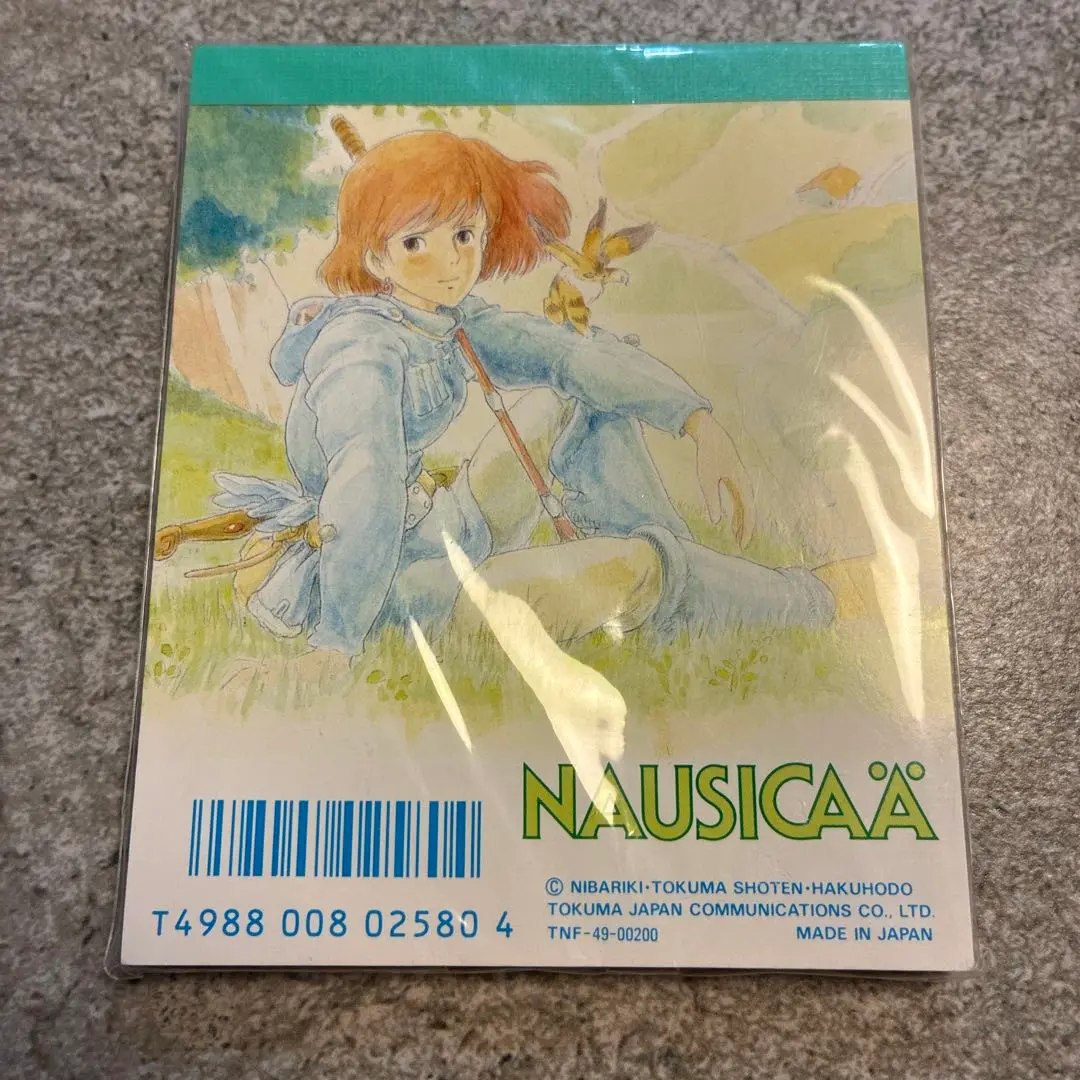 NAUSICAÄ
T4988 008 02580 4
© NIBARIKI・TOKUMA SHOTEN・HAKUHODO
TOKUMA JAPAN COMMUNICATIONS CO., LTD.
TNF-49-00200 MADE IN JAPAN